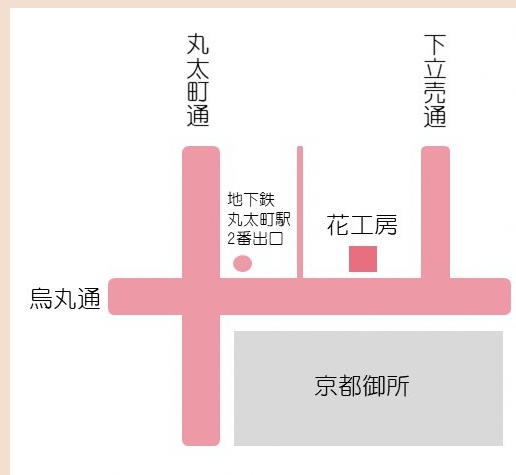 丸太町通
下立売通
地下鉄
丸太町駅
2番出口
花工房
烏丸通
京都御所